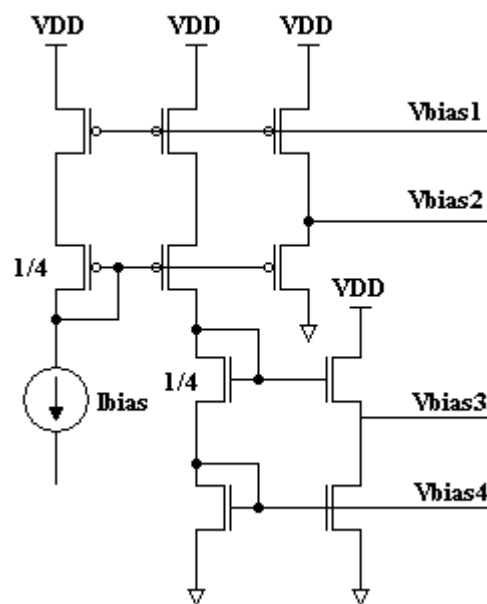 VDD VDD VDD
Vbias1
Vbias2
1/4
VDD
1/4
Ibias
Vbias3
Vbias4